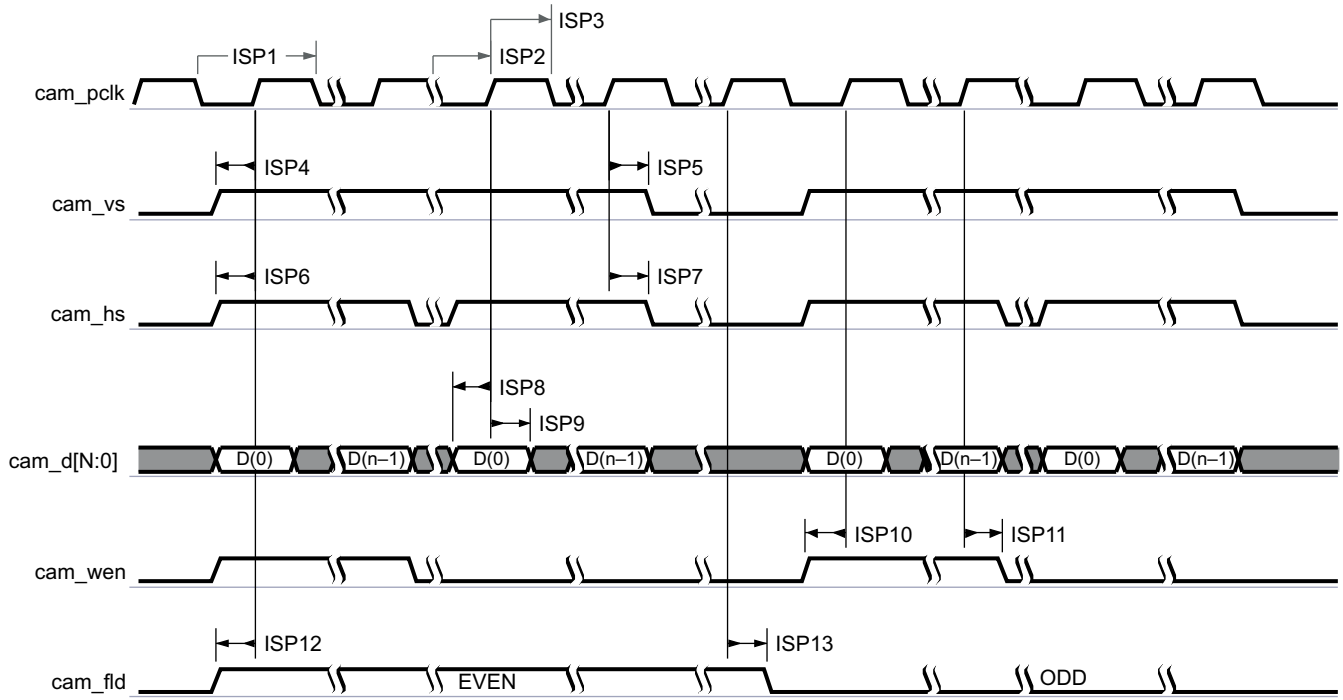 ISP3
ISP1
ISP2
cam_pclk
ISP4
ISP5
cam_vs
ISP6
ISP7
cam_hs
ISP8
ISP9
cam_d[N:0]
D(0)
D(n–1)
D(0)
D(n–1)
D(0)
D(n–1)
D(0)
D(n–1)
ISP10
ISP11
cam_wen
ISP12
ISP13
cam_fld
EVEN
ODD